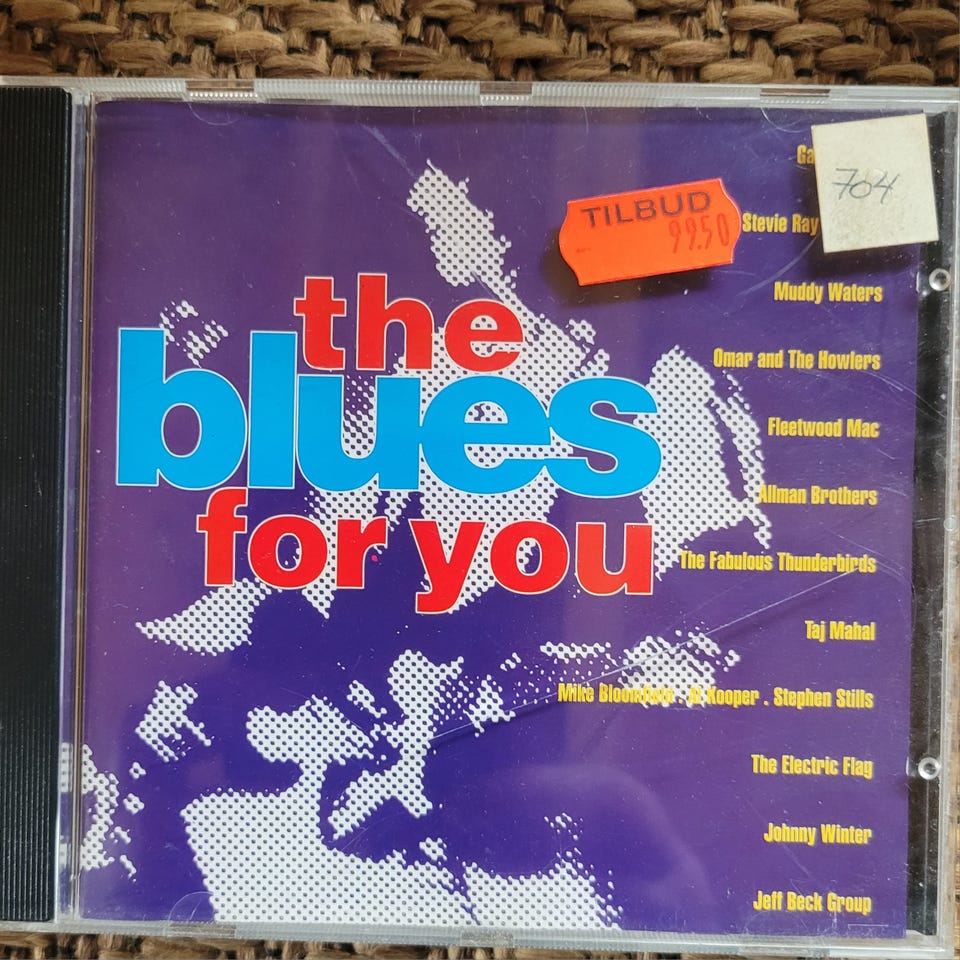 the
blues
for you
TILBUD
99.50
704
Stevie Ray
Muddy Waters
Omar and The Howlers
Fleetwood Mac
Allman Brothers
The Fabulous Thunderbirds
Taj Mahal
Mike Bloomfield . Al Kooper . Stephen Stills
The Electric Flag
Johnny Winter
Jeff Beck Group